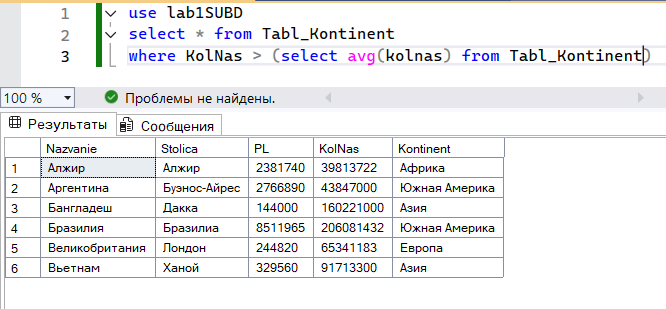 1 use lab1SUBD
2 select * from Tabl_Kontinent
3 where KolNas > (select avg(kolnas) from Tabl_Kontinent)
100 % Проблемы не найдены.
Результаты Сообщения
Nazvanie Stolica PL KolNas Kontinent
1 Алжир Алжир 2381740 39813722 Африка
2 Аргентина Буэнос-Айрес 2766890 43847000 Южная Америка
3 Бангладеш Дакка 144000 160221000 Азия
4 Бразилия Бразилиа 8511965 206081432 Южная Америка
5 Великобритания Лондон 244820 65341183 Европа
6 Вьетнам Ханой 329560 91713300 Азия